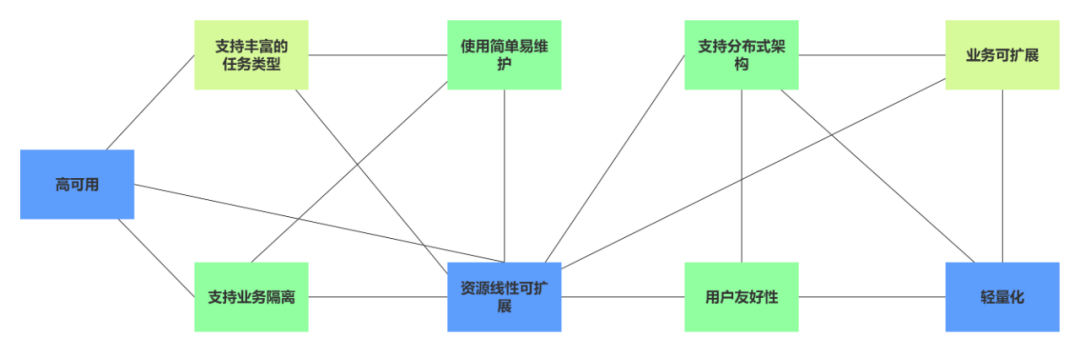 支持丰富的
任务类型
使用简单易维
护
支持分布式架
构
业务可扩展
高可用
支持业务隔离
资源线性可扩
展
用户友好性
轻量化